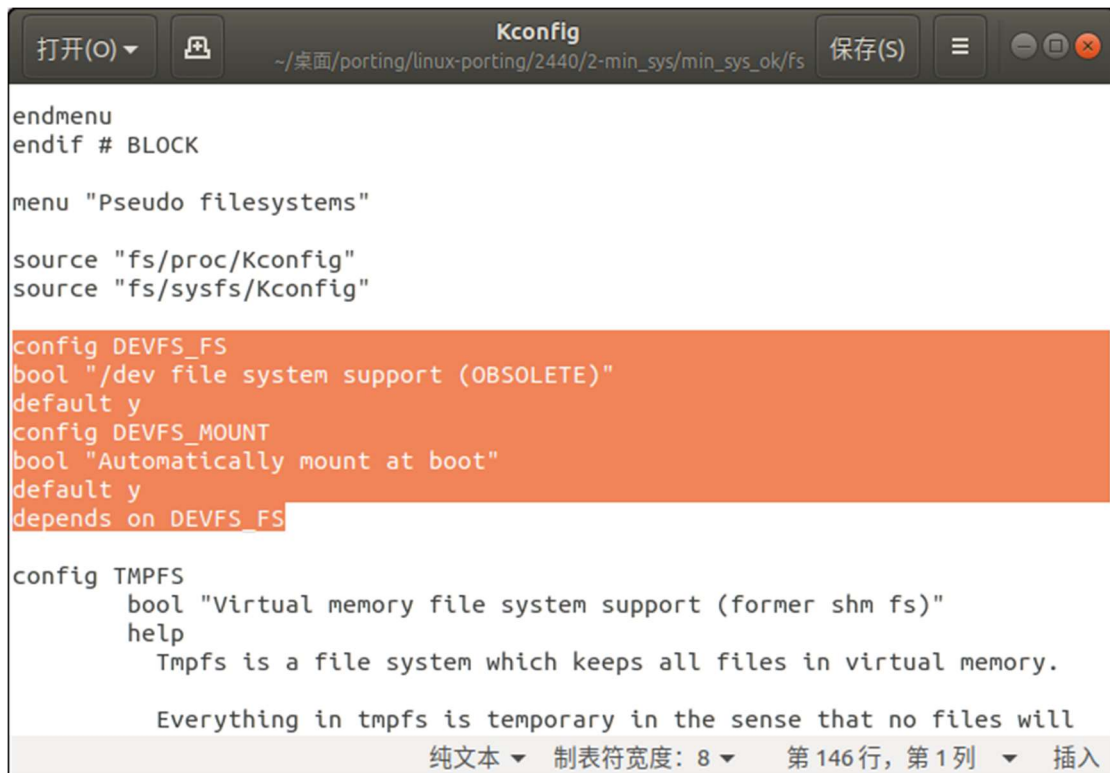 打开(O)
Kconfig
~/桌面/porting/linux-porting/2440/2-min_sys/min_sys_ok/fs
保存(S)
endmenu
endif # BLOCK
menu "Pseudo filesystems"
source "fs/proc/Kconfig"
source "fs/sysfs/Kconfig"
config DEVFS_FS
bool "/dev file system support (OBSOLETE)"
default y
config DEVFS_MOUNT
bool "Automatically mount at boot"
default y
depends on DEVFS_FS
config TMPFS
bool "Virtual memory file system support (former shm fs)"
help
Tmpfs is a file system which keeps all files in virtual memory.
Everything in tmpfs is temporary in the sense that no files will
纯文本 制表符宽度：8 第 146 行，第 1 列 插入